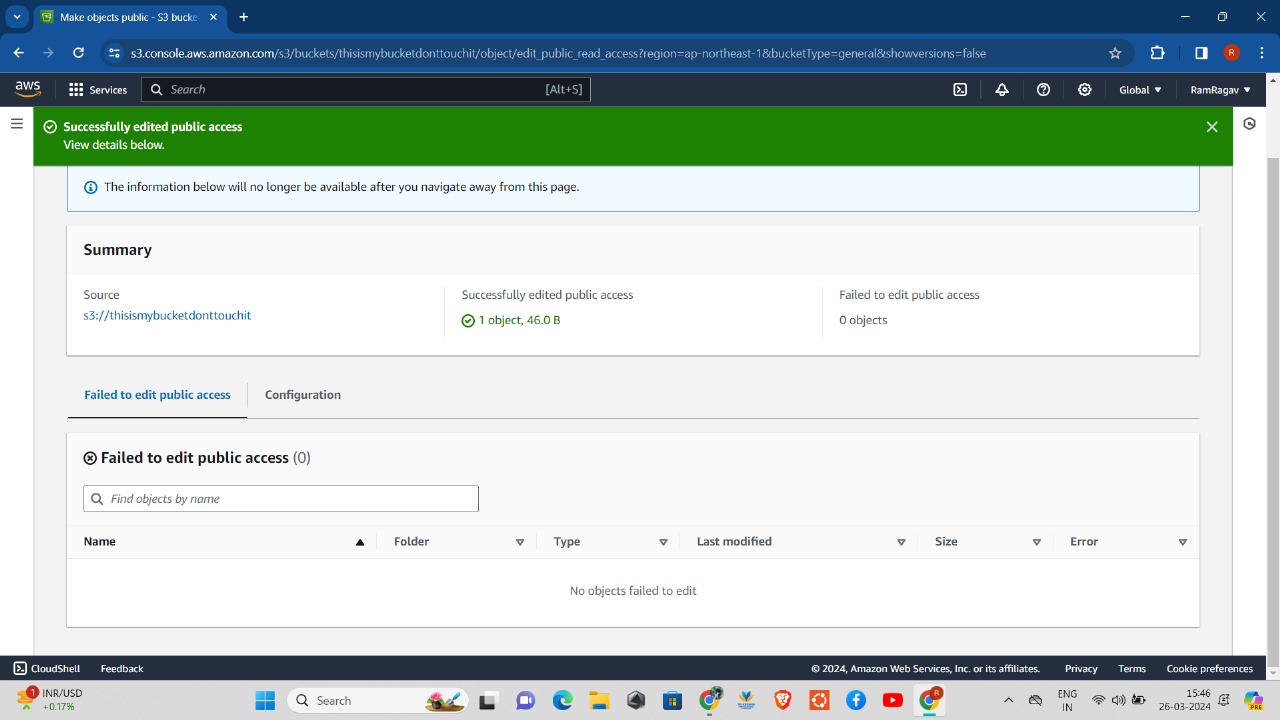 Make objects public - S3 bucke
s3.console.aws.amazon.com/s3/buckets/thisismybucketdonttouchit/object/edit_public_read_access?region=ap-northeast-1&bucketType=general&showversions=false
R
aws Services Search [Alt+S] Global RamRagav
Successfully edited public access
View details below.
The information below will no longer be available after you navigate away from this page.
Summary
Source Successfully edited public access Failed to edit public access
s3://thisismybucketdonttouchit 1 object, 46.0 B 0 objects
Failed to edit public access Configuration
Failed to edit public access (0)
Find objects by name
Name Folder Type Last modified Size Error
No objects failed to edit
CloudShell Feedback © 2024, Amazon Web Services, Inc. or its affiliates. Privacy Terms Cookie preferences
1 INR/USD
+0.17%
Search
R
ENG
IN
15:46
26-03-2024
PRE